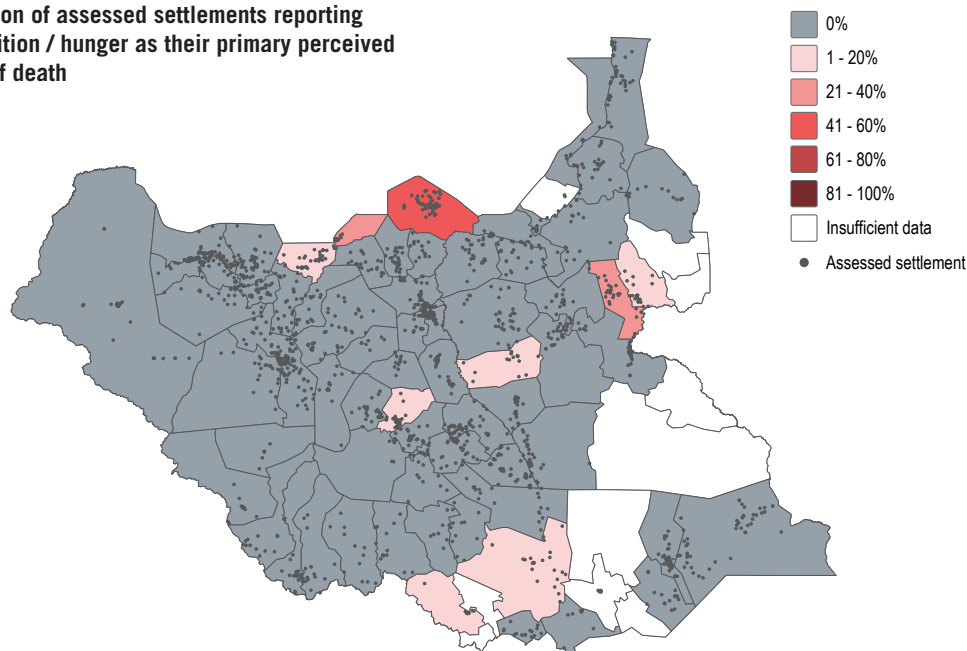 on of assessed settlements reporting
ition / hunger as their primary perceived
f death
0%
1 - 20%
21 - 40%
41 - 60%
61 - 80%
81 - 100%
Insufficient data
Assessed settlement